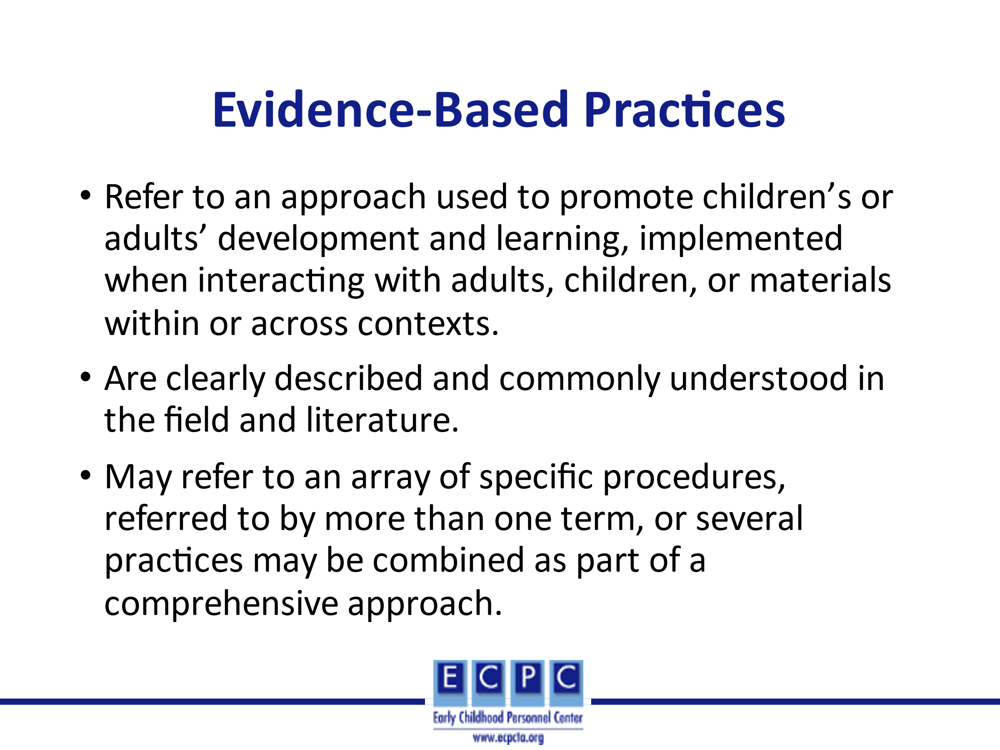 Evidence-Based Practices
• Refer to an approach used to promote children’s or
adults’ development and learning, implemented
when interacting with adults, children, or materials
within or across contexts.
• Are clearly described and commonly understood in
the field and literature.
• May refer to an array of specific procedures,
referred to by more than one term, or several
practices may be combined as part of a
comprehensive approach.
E C P C
Early Childhood Personnel Center
www.ecpcta.org